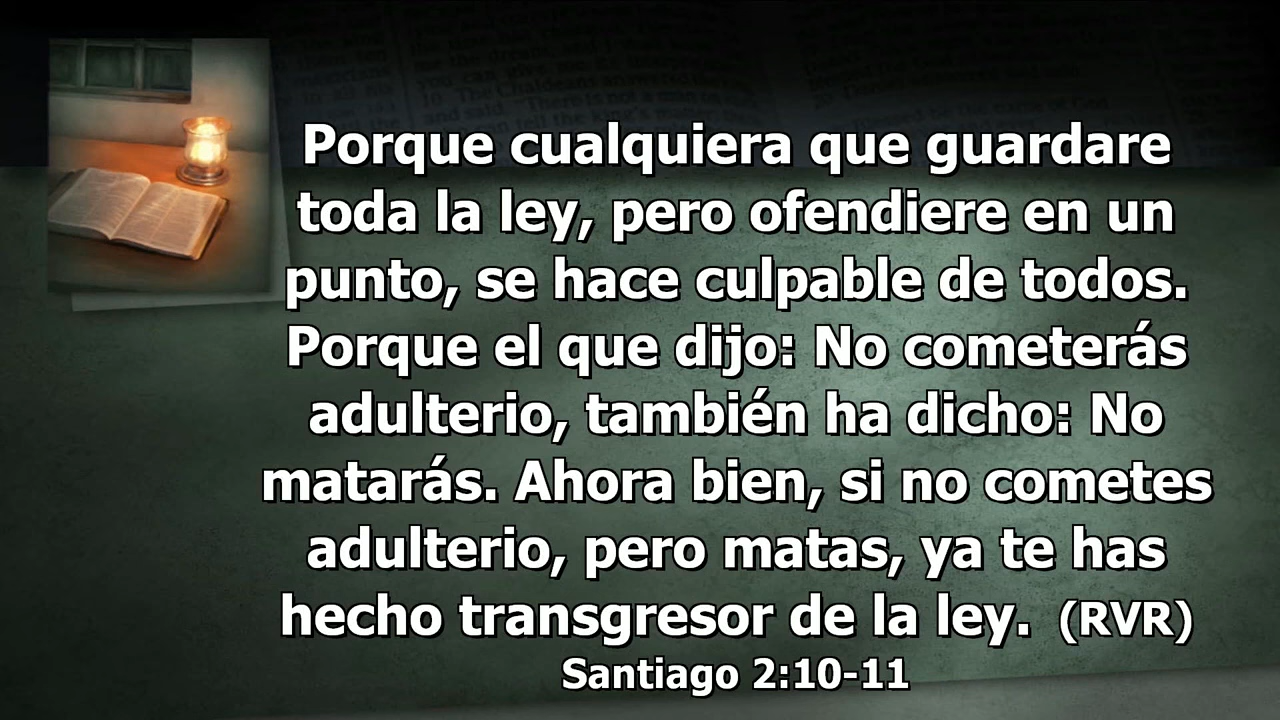 Porque cualquiera que guardare
toda la ley, pero ofendiere en un
punto, se hace culpable de todos.
Porque el que dijo: No cometerás
adulterio, también ha dicho: No
matarás. Ahora bien, si no cometes
adulterio, pero matas, ya te has
hecho transgresor de la ley. (RVR)
Santiago 2:10-11